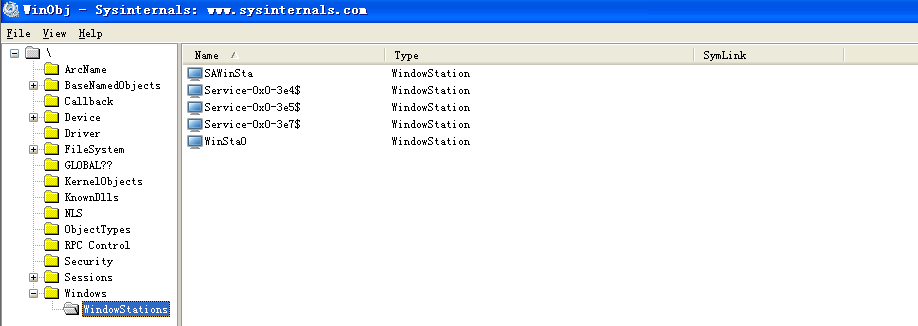 WinObj - Sysinternals: www.sysinternals.com
File View Help
\
ArcName
BaseNamedObjects
Callback
Device
Driver
FileSystem
GLOBAL??
KernelObjects
KnownDlls
NLS
ObjectTypes
RPC Control
Security
Sessions
Windows
WindowStations
Name Type SymLink
SAWinSta WindowStation
Service-0x0-3e4$ WindowStation
Service-0x0-3e5$ WindowStation
Service-0x0-3e7$ WindowStation
WinSta0 WindowStation